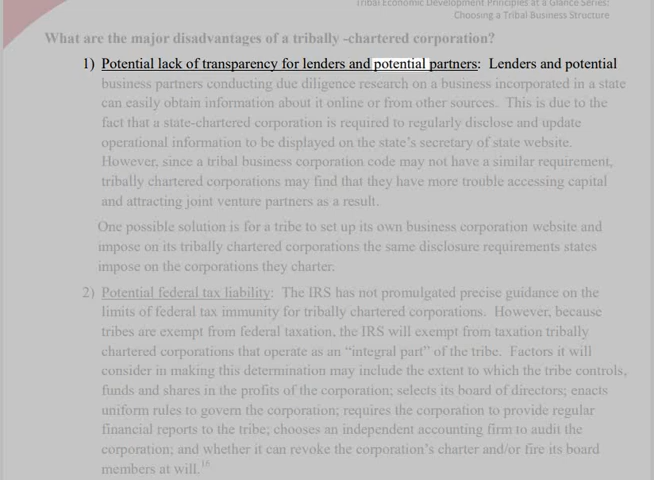 Tribal Economic Development Principles at a Glance Series:
Choosing a Tribal Business Structure
What are the major disadvantages of a tribally -chartered corporation?
1) Potential lack of transparency for lenders and potential partners: Lenders and potential
business partners conducting due diligence research on a business incorporated in a state
can easily obtain information about it online or from other sources. This is due to the
fact that a state-chartered corporation is required to regularly disclose and update
operational information to be displayed on the state's secretary of state website.
However, since a tribal business corporation code may not have a similar requirement,
tribally chartered corporations may find that they have more trouble accessing capital
and attracting joint venture partners as a result.
One possible solution is for a tribe to set up its own business corporation website and
impose on its tribally chartered corporations the same disclosure requirements states
impose on the corporations they charter.
2) Potential federal tax liability: The IRS has not promulgated precise guidance on the
limits of federal tax immunity for tribally chartered corporations. However, because
tribes are exempt from federal taxation, the IRS will exempt from taxation tribally
chartered corporations that operate as an “integral part” of the tribe. Factors it will
consider in making this determination may include the extent to which the tribe controls,
funds and shares in the profits of the corporation; selects its board of directors; enacts
uniform rules to govern the corporation; requires the corporation to provide regular
financial reports to the tribe; chooses an independent accounting firm to audit the
corporation; and whether it can revoke the corporation's charter and/or fire its board
members at will.16